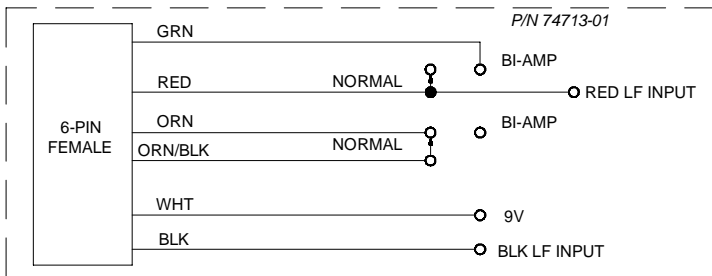 P/N 74713-01
GRN
BI-AMP
RED
NORMAL
RED LF INPUT
6-PIN
FEMALE
ORN
BI-AMP
ORN/BLK
NORMAL
WHT
9V
BLK
BLK LF INPUT